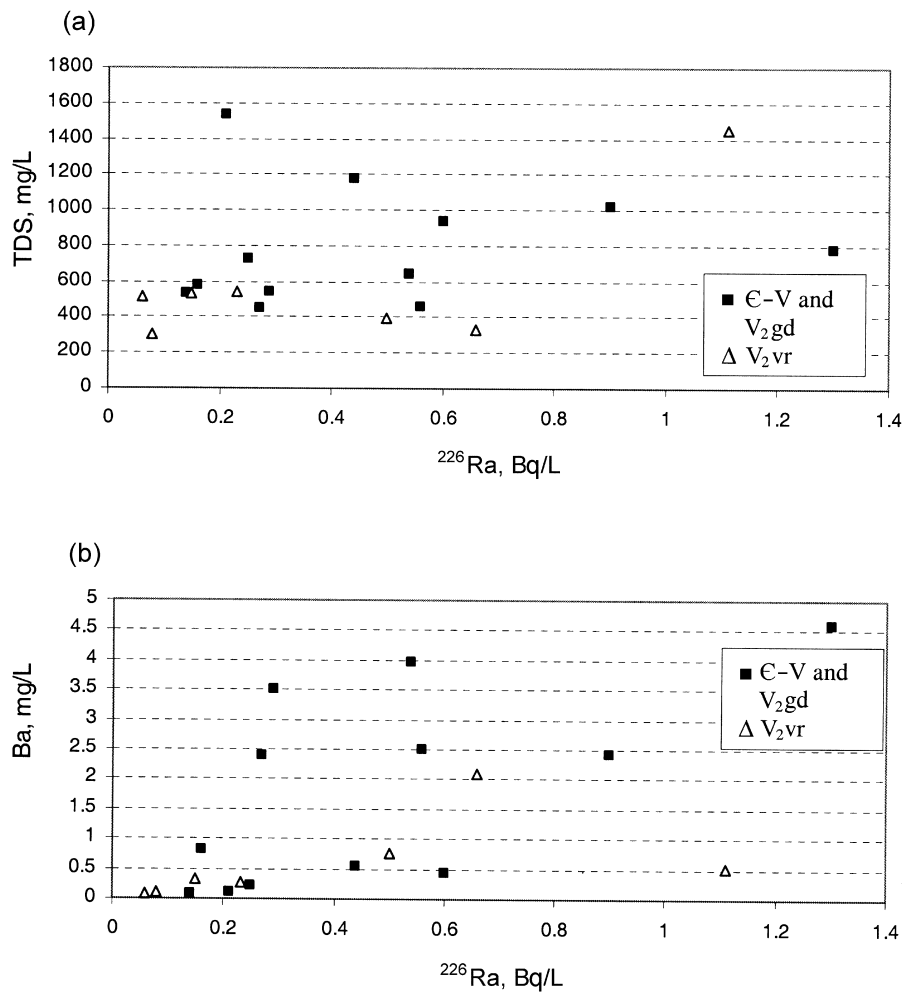 (a)
TDS, mg/L
1800
1600
1400
1200
1000
800
600
400
200
0
0 0.2 0.4 0.6 0.8 1 1.2 1.4
²²⁶Ra, Bq/L
Є–V and
V₂gd
V₂vr
(b)
Ba, mg/L
5
4.5
4
3.5
3
2.5
2
1.5
1
0.5
0
0 0.2 0.4 0.6 0.8 1 1.2 1.4
²²⁶Ra, Bq/L
Є–V and
V₂gd
V₂vr